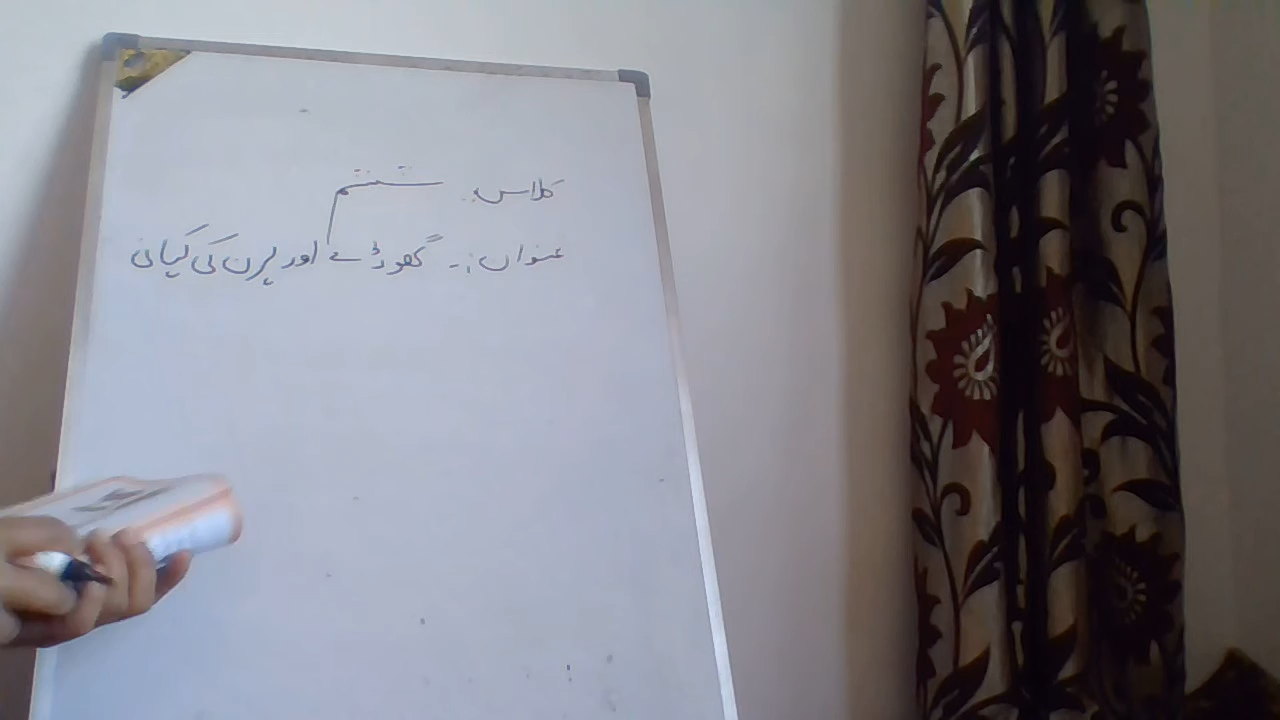 کلاس:۔ ششم
عنوان:۔ گھوڑے اور ہرن کی کہانی